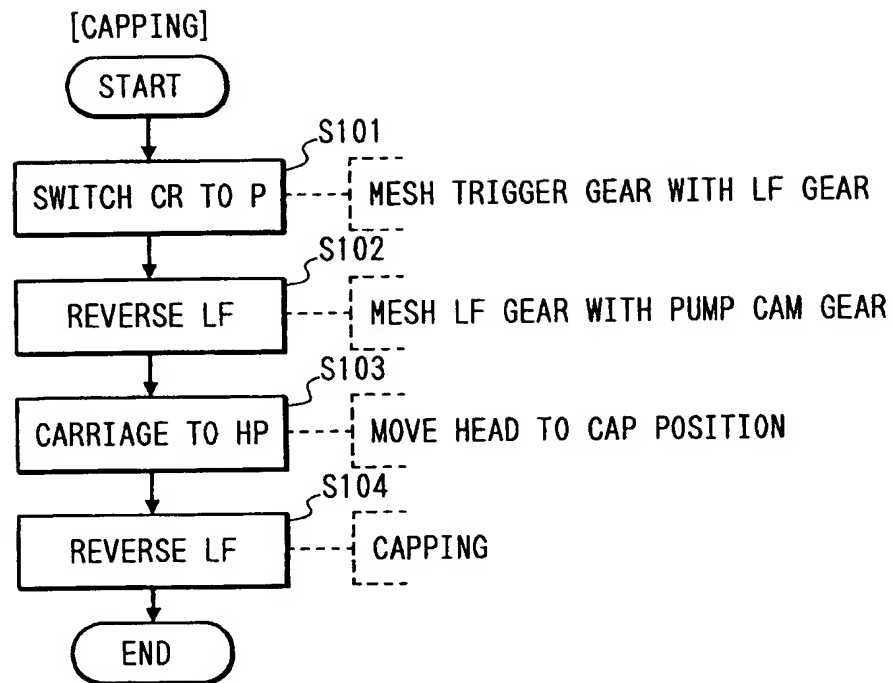 [CAPPING]
START
S101
SWITCH CR TO P
MESH TRIGGER GEAR WITH LF GEAR
S102
REVERSE LF
MESH LF GEAR WITH PUMP CAM GEAR
S103
CARRIAGE TO HP
MOVE HEAD TO CAP POSITION
S104
REVERSE LF
CAPPING
END